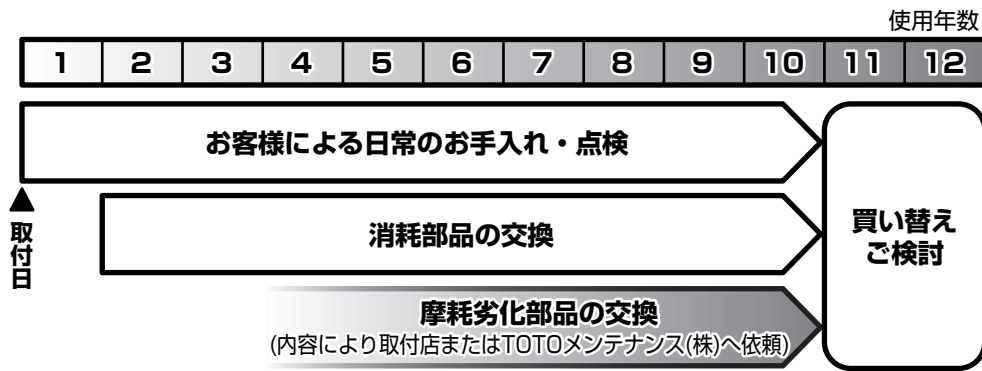 使用年数
1 2 3 4 5 6 7 8 9 10 11 12
お客様による日常のお手入れ・点検
取付日
消耗部品の交換
買い替え
ご検討
摩耗劣化部品の交換
(内容により取付店またはTOTOメンテナンス(株)へ依頼)